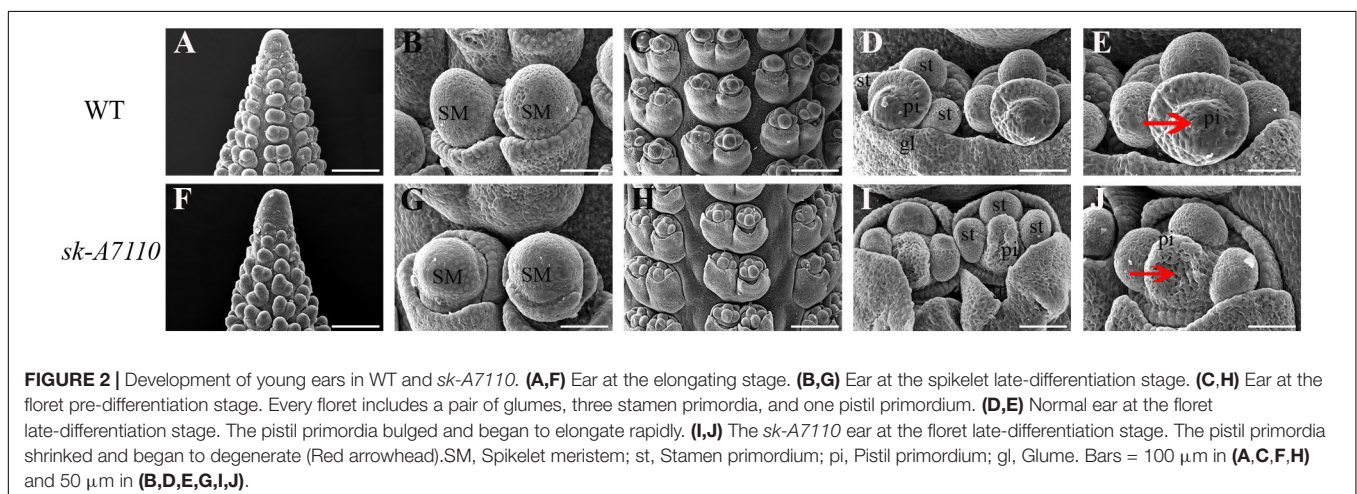 A B C D E
WT
SM SM
st st pi st gl
pi
F G H I J
sk-A7110
SM SM
st st st pi
pi
FIGURE 2 | Development of young ears in WT and sk-A7110. (A,F) Ear at the elongating stage. (B,G) Ear at the spikelet late-differentiation stage. (C,H) Ear at the
floret pre-differentiation stage. Every floret includes a pair of glumes, three stamen primordia, and one pistil primordium. (D,E) Normal ear at the floret
late-differentiation stage. The pistil primordia bulged and began to elongate rapidly. (I,J) The sk-A7110 ear at the floret late-differentiation stage. The pistil primordia
shrinked and began to degenerate (Red arrowhead).SM, Spikelet meristem; st, Stamen primordium; pi, Pistil primordium; gl, Glume. Bars = 100 μm in (A,C,F,H)
and 50 μm in (B,D,E,G,I,J).